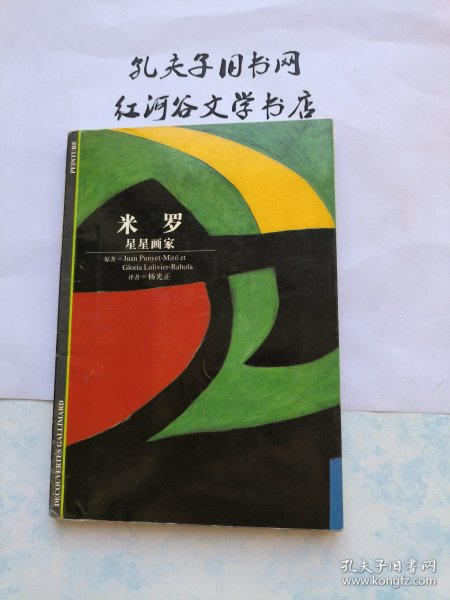 孔夫子旧书网
红河谷文学书店
PEINTURE
米 罗
星星画家
原著=Juan Punyet-Miró et
Gloria Lolivier-Rahola
译者=杨光正
DECOUVERTES GALLIMARD
孔夫子旧书网
www.kongfz.com